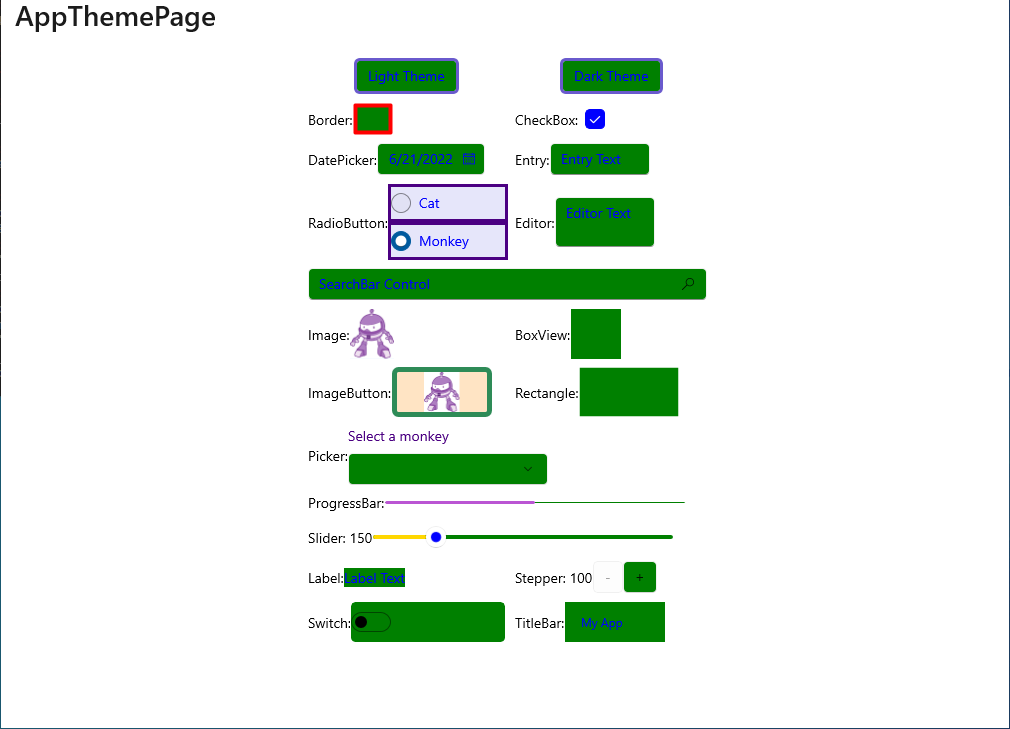 AppThemePage
Light Theme Dark Theme
Border: CheckBox:
DatePicker: 6/21/2022 Entry: Entry Text
RadioButton: Cat
Monkey
Editor: Editor Text
SearchBar Control
Image: BoxView:
ImageButton: Rectangle:
Select a monkey
Picker:
ProgressBar:
Slider: 150
Label: Label Text Stepper: 100 - +
Switch: TitleBar: My App